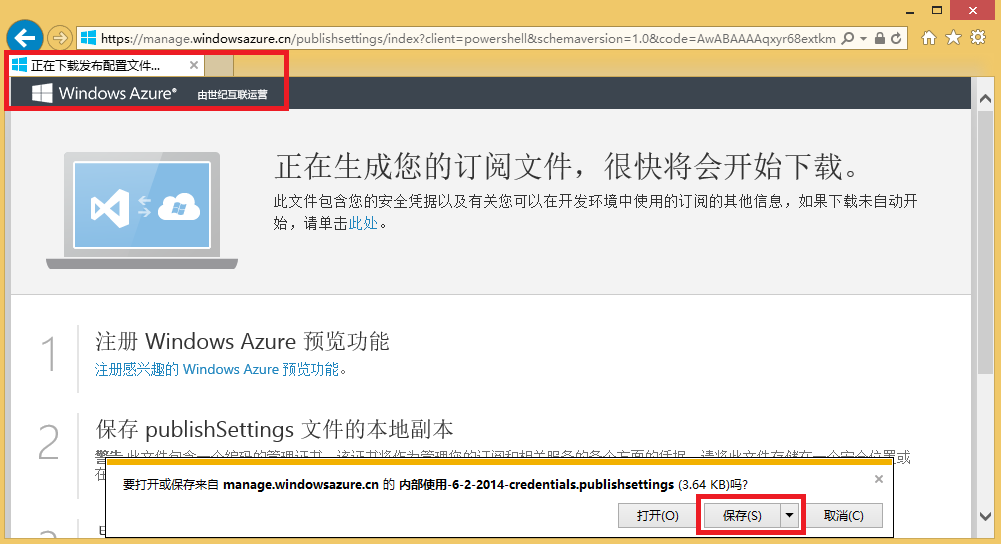 https://manage.windowsazure.cn/publishsettings/index?client=powershell&schemaversion=1.0&code=AwABAAAAqxyr68extkm
正在下载发布配置文件...
Windows Azure® 由世纪互联运营
正在生成您的订阅文件，很快将会开始下载。
此文件包含您的安全凭据以及有关您可以在开发环境中使用的订阅的其他信息，如果下载未自动开
始，请单击此处。
1
注册 Windows Azure 预览功能
注册感兴趣的 Windows Azure 预览功能。
2
保存 publishSettings 文件的本地副本
警告 此文件包含一个编码的管理证书。该证书将作为管理您的订阅和相关服务的各个方面的凭据。请将此文件存储在一个安全位置或
在
要打开或保存来自 manage.windowsazure.cn 的 内部使用-6-2-2014-credentials.publishsettings (3.64 KB)吗?
打开(O) 保存(S) 取消(C)